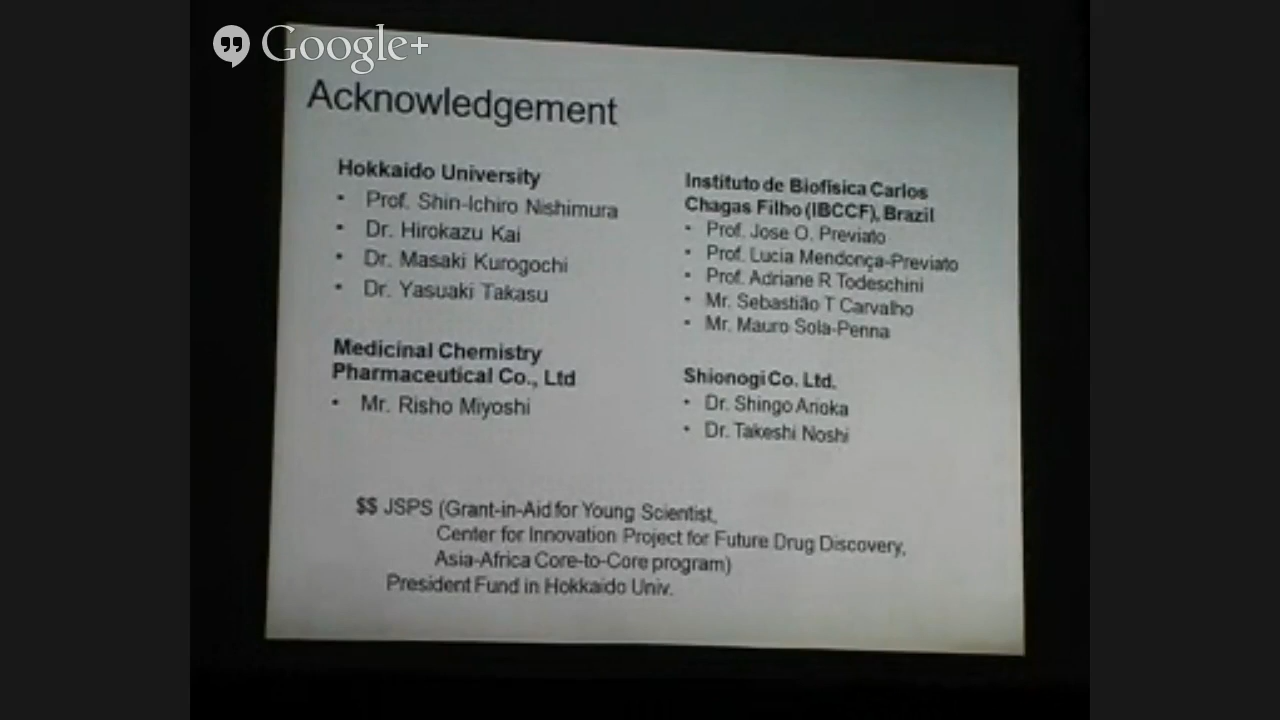 Google+
Acknowledgement
Hokkaido University
• Prof. Shin-Ichiro Nishimura
• Dr. Hirokazu Kai
• Dr. Masaki Kurogochi
• Dr. Yasuaki Takasu
Medicinal Chemistry
Pharmaceutical Co., Ltd
• Mr. Risho Miyoshi
Instituto de Biofísica Carlos
Chagas Filho (IBCCF), Brazil
• Prof. Jose O. Previato
• Prof. Lucia Mendonça-Previato
• Prof. Adriane R Todeschini
• Mr. Sebastião T Carvalho
• Mr. Mauro Sola-Penna
Shionogi Co. Ltd.
• Dr. Shingo Arioka
• Dr. Takeshi Noshi
$$ JSPS (Grant-in-Aid for Young Scientist,
Center for Innovation Project for Future Drug Discovery,
Asia-Africa Core-to-Core program)
President Fund in Hokkaido Univ.